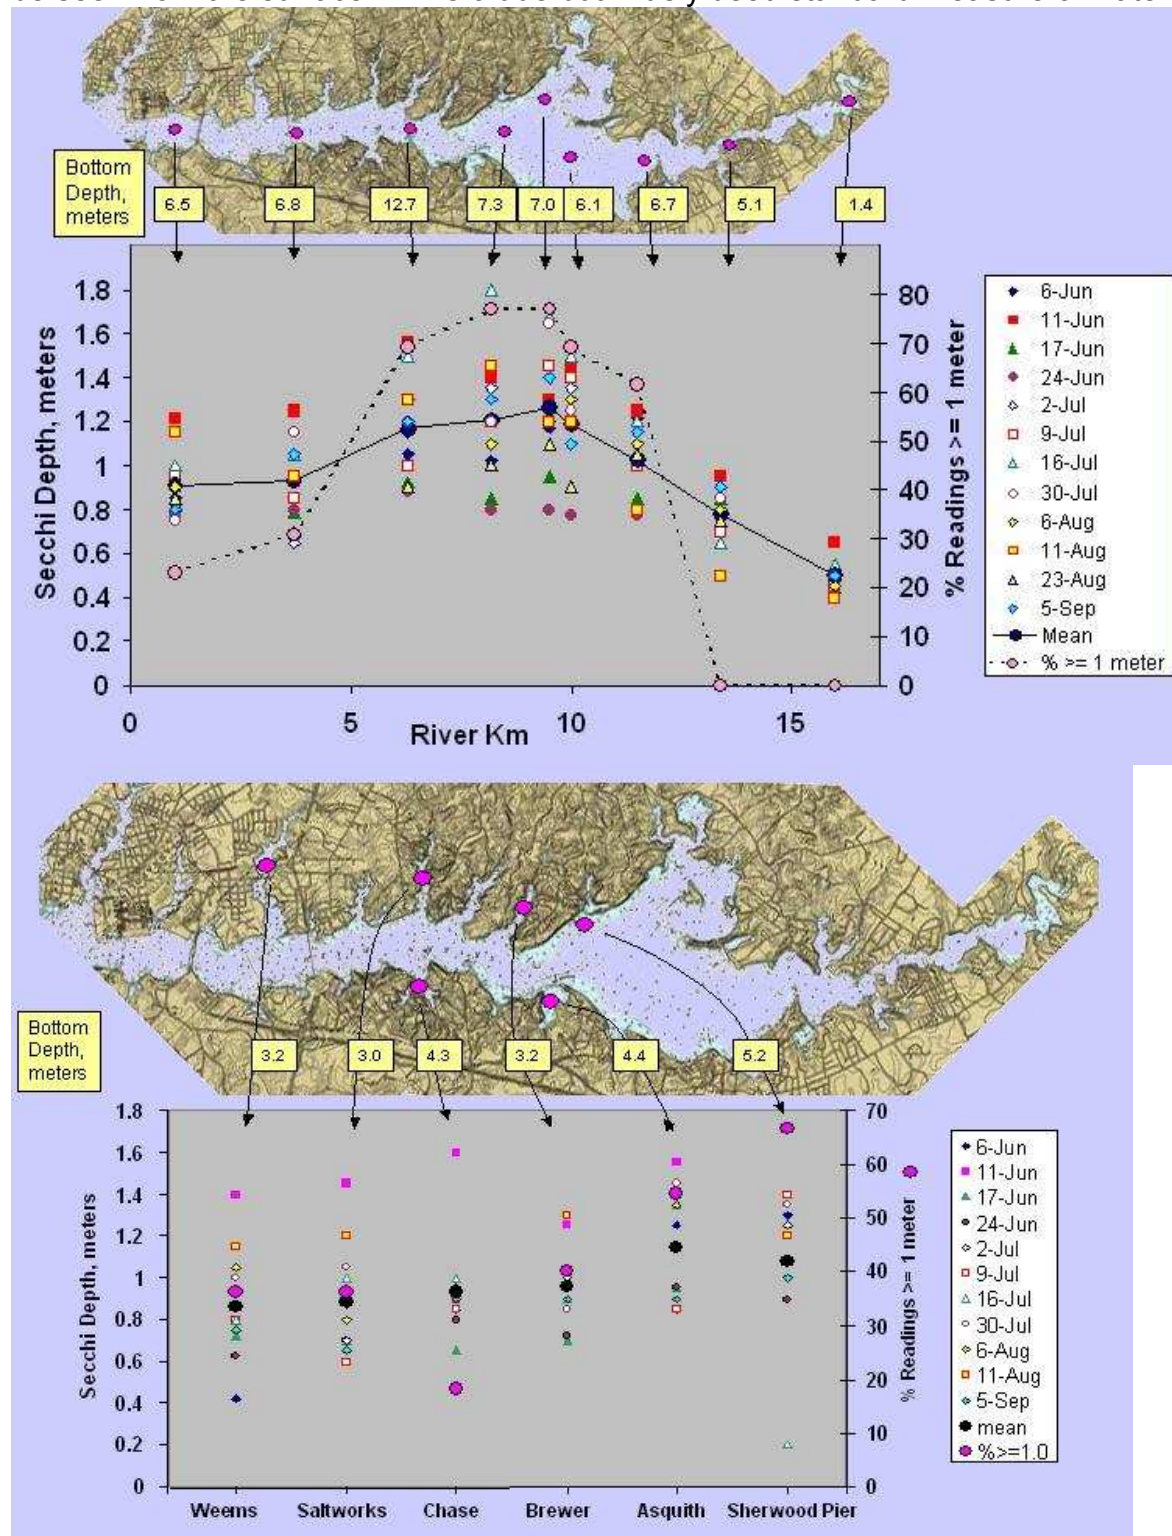 Bottom
Depth,
meters
6.5 6.8 12.7 7.3 7.0 6.1 6.7 5.1 1.4
Secchi Depth, meters
1.8
1.6
1.4
1.2
1
0.8
0.6
0.4
0.2
0
0 5 10 15
River Km
80
70
60
50
40
30
20
10
0
% Readings >= 1 meter
6-Jun
11-Jun
17-Jun
24-Jun
2-Jul
9-Jul
16-Jul
30-Jul
6-Aug
11-Aug
23-Aug
5-Sep
Mean
% >= 1 meter
Bottom
Depth,
meters
3.2 3.0 4.3 3.2 4.4 5.2
Secchi Depth, meters
1.8
1.6
1.4
1.2
1
0.8
0.6
0.4
0.2
0
Weems Saltworks Chase Brewer Asquith Sherwood Pier
70
60
50
40
30
20
10
0
% Readings >= 1 meter
6-Jun
11-Jun
17-Jun
24-Jun
2-Jul
9-Jul
16-Jul
30-Jul
6-Aug
11-Aug
5-Sep
mean
%>=1.0